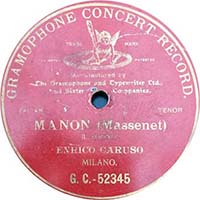 GRAMOPHONE CONCERT-RECORD.
TRADE MARK
Manufactured by
The Gramophone and Typewriter Ltd.
and Sister Companies.
ITALIAN TENOR
MANON (Massenet)
ENRICO CARUSO
MILANO.
G.C.-52345